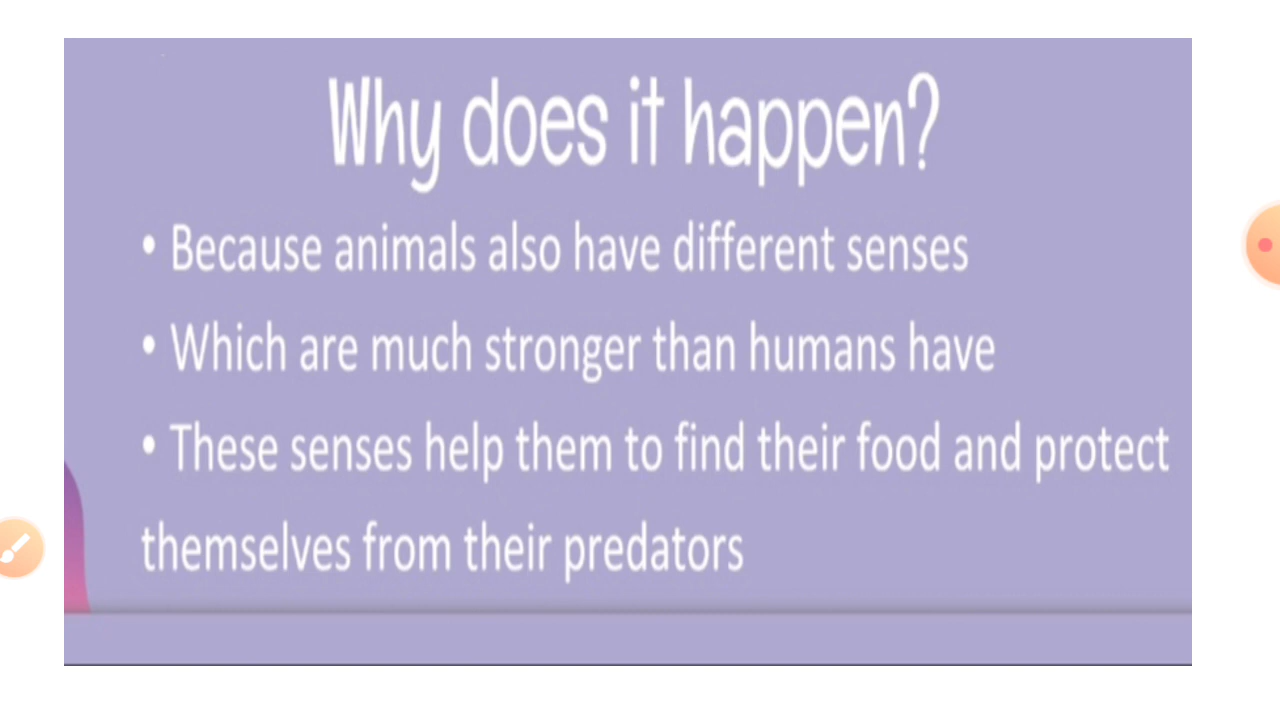 Why does it happen?
• Because animals also have different senses
• Which are much stronger than humans have
• These senses help them to find their food and protect
themselves from their predators